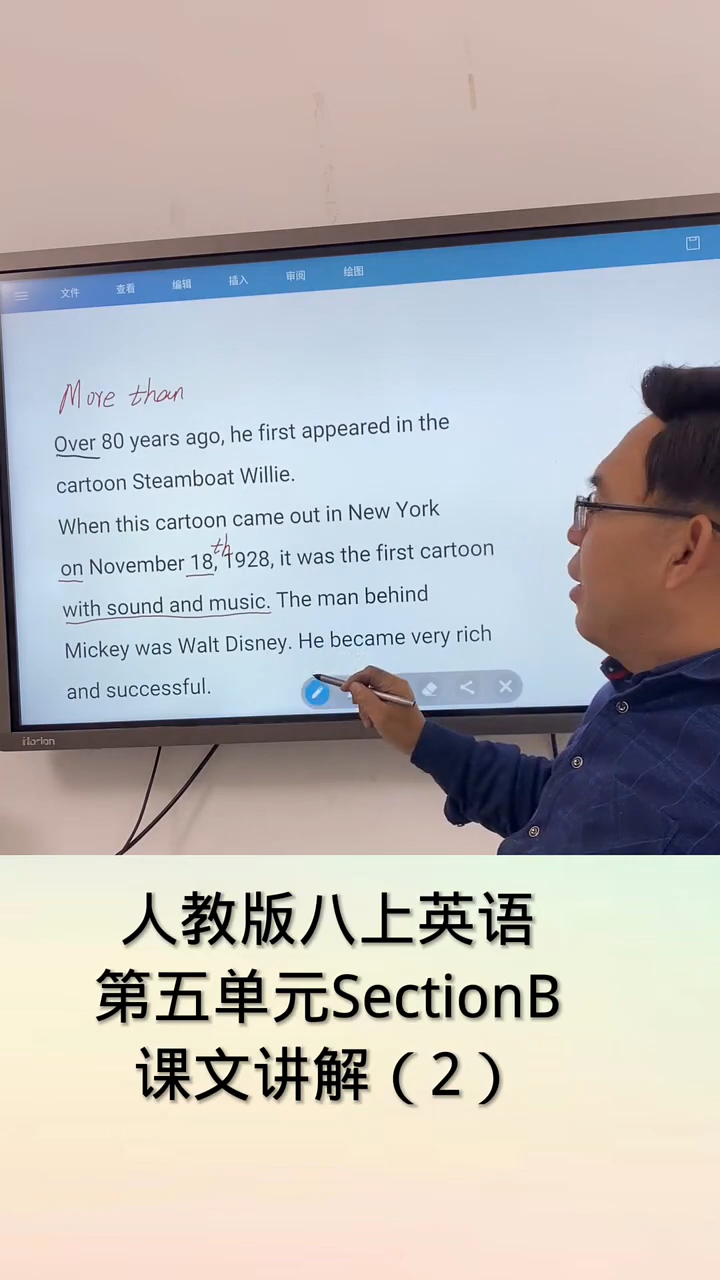 文件 查看 编辑 插入 审阅 绘图
More than
Over 80 years ago, he first appeared in the
cartoon Steamboat Willie.
When this cartoon came out in New York
th
on November 18, 1928, it was the first cartoon
with sound and music. The man behind
Mickey was Walt Disney. He became very rich
and successful.
人教版八上英语
第五单元SectionB
课文讲解（2）